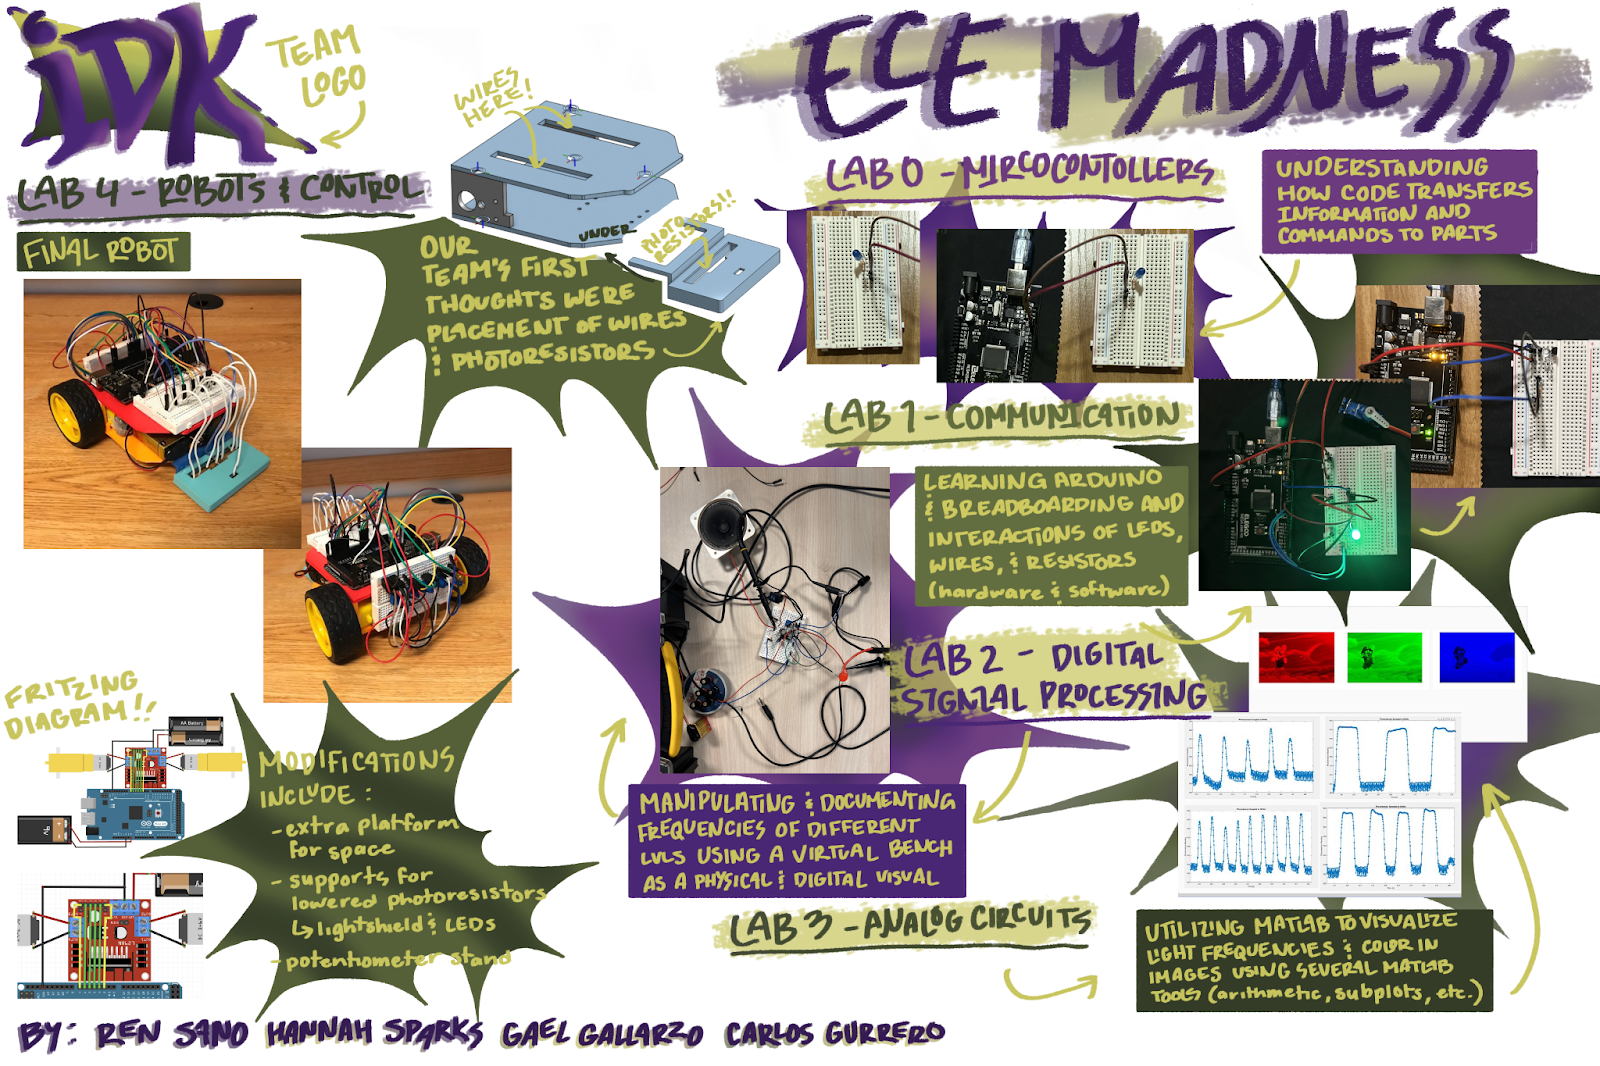 iDK
TEAM
LOGO
ECE MADNESS
LAB 4 - ROBOTS & CONTROL
FINAL ROBOT
WIRES
HERE!
UNDER
PHOTO
RESISTORS!!
OUR
TEAM'S FIRST
THOUGHTS WERE
PLACEMENT OF WIRES
& PHOTORESISTORS
LAB 0 - MIRCOCONTOLLERS
UNDERSTANDING
HOW CODE TRANSFERS
INFORMATION AND
COMMANDS TO PARTS
LAB 1 - COMMUNICATION
LEARNING ARDUINO
& BREADBOARDING AND
INTERACTIONS OF LEDS,
WIRES, & RESISTORS
(hardware & software)
LAB 2 - DIGITAL
SIGNZAL PROCESSING
MANIPULATING & DOCUMENTING
FREQUENCIES OF DIFFERENT
LVLS USING A VIRTUAL BENCH
AS A PHYSICAL & DIGITAL VISUAL
LAB 3 - ANALOG CIRCUITS
UTILIZING MATLAB TO VISUALIZE
LIGHT FREQUENCIES & COLOR IN
IMAGES USING SEVERAL MATLAB
TOOLS (arithmetic, subplots, etc.)
FRITZING
DIAGRAM!!
AA Battery
9V
MODIFICATIONS
INCLUDE:
- extra platform
for space
- supports for
lowered photoresistors
↳ lightshield & LEDs
- potentiometer stand
BY: REN SANO HANNAH SPARKS GAEL GALLARZO CARLOS GURRERO